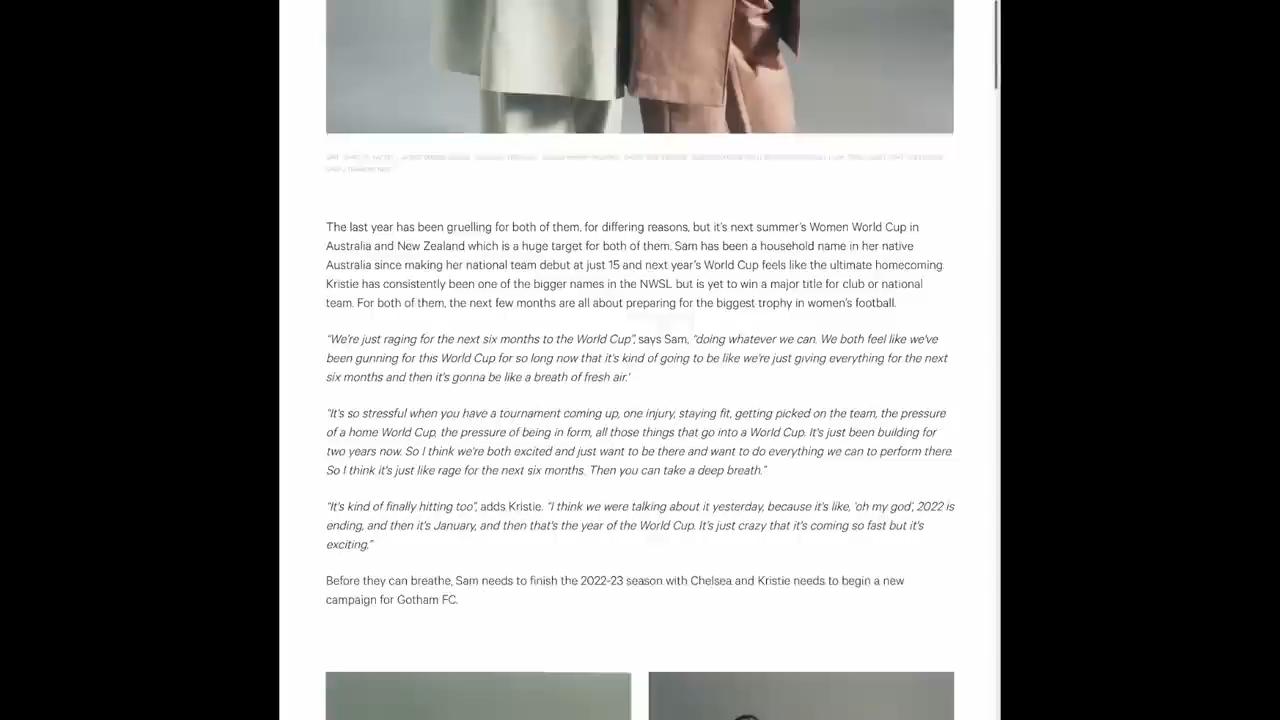 The last year has been gruelling for both of them, for differing reasons, but it's next summer's Women World Cup in
Australia and New Zealand which is a huge target for both of them. Sam has been a household name in her native
Australia since making her national team debut at just 15 and next year's World Cup feels like the ultimate homecoming.
Kristie has consistently been one of the bigger names in the NWSL but is yet to win a major title for club or national
team. For both of them, the next few months are all about preparing for the biggest trophy in women's football.
“We're just raging for the next six months to the World Cup”, says Sam, “doing whatever we can. We both feel like we've
been gunning for this World Cup for so long now that it's kind of going to be like we're just giving everything for the next
six months and then it's gonna be like a breath of fresh air.'
“It's so stressful when you have a tournament coming up, one injury, staying fit, getting picked on the team, the pressure
of a home World Cup, the pressure of being in form, all those things that go into a World Cup. It's just been building for
two years now. So I think we're both excited and just want to be there and want to do everything we can to perform there.
So I think it's just like rage for the next six months. Then you can take a deep breath.”
“It's kind of finally hitting too”, adds Kristie. “I think we were talking about it yesterday, because it's like, 'oh my god', 2022 is
ending, and then it's January, and then that's the year of the World Cup. It's just crazy that it's coming so fast but it's
exciting.”
Before they can breathe, Sam needs to finish the 2022-23 season with Chelsea and Kristie needs to begin a new
campaign for Gotham FC.